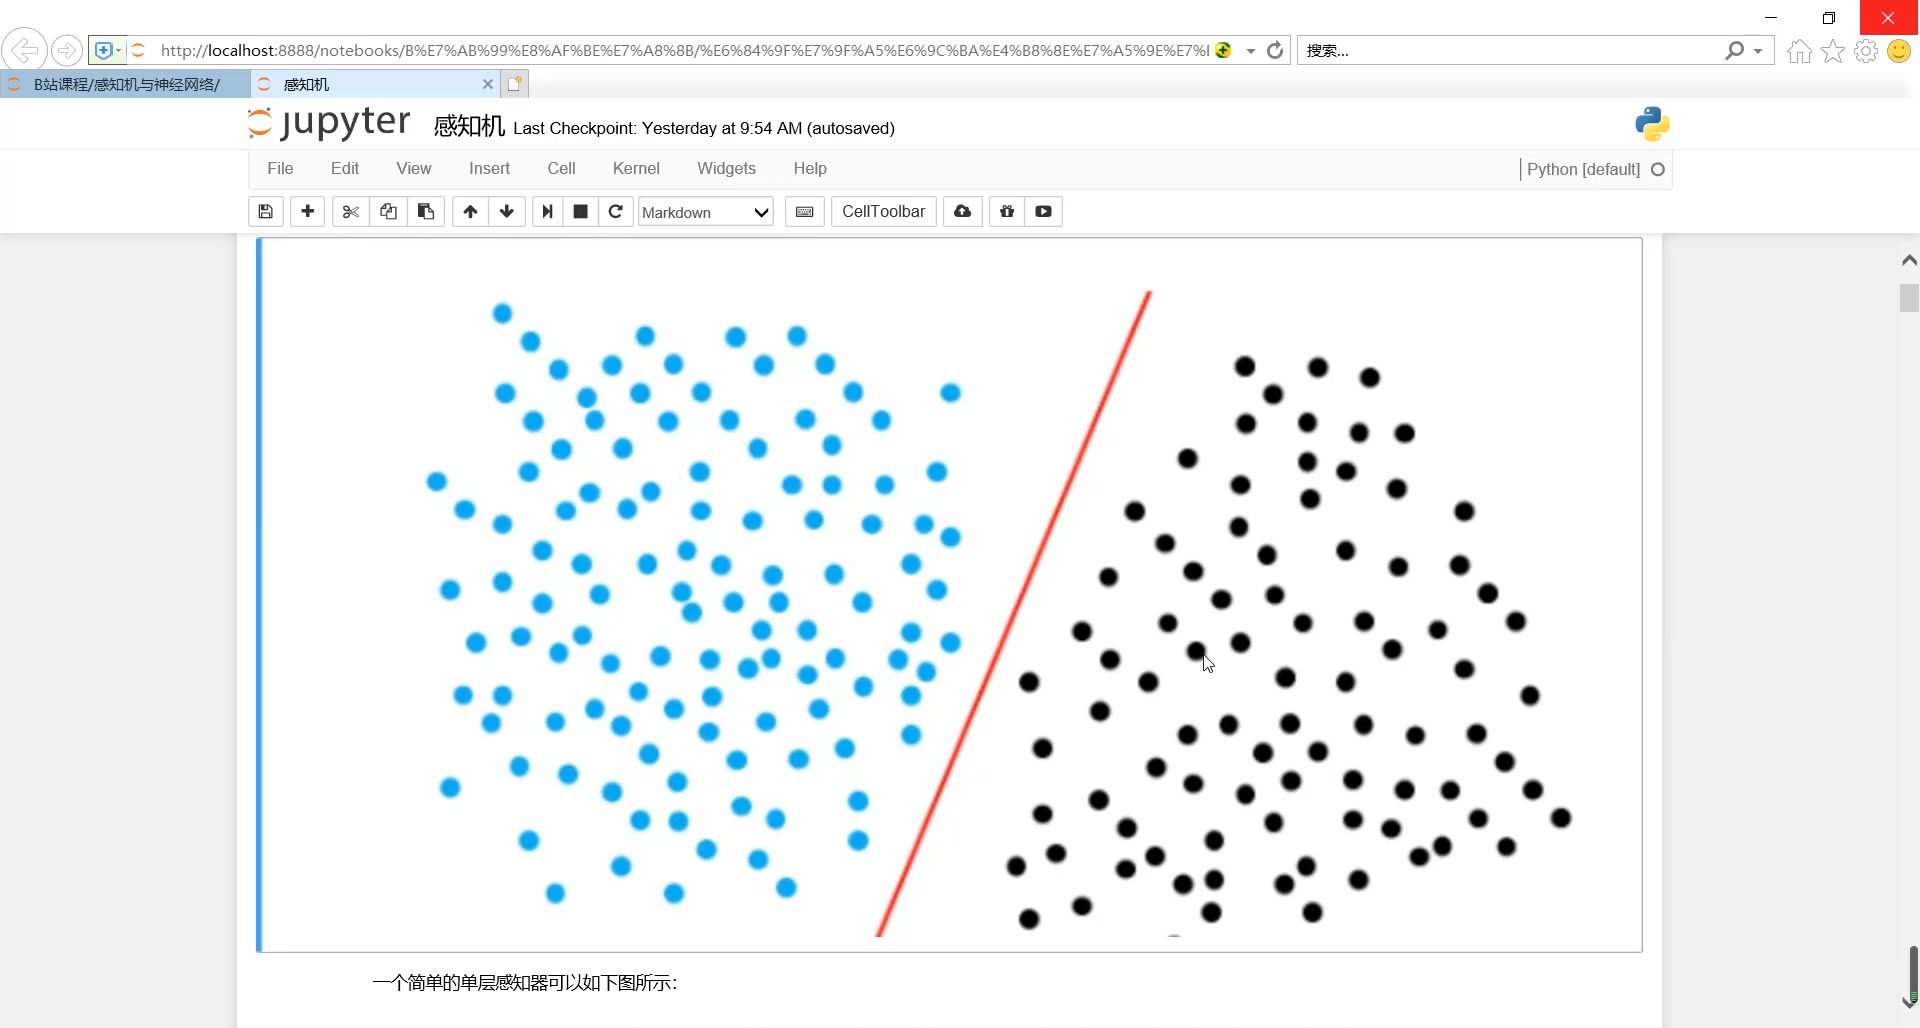 http://localhost:8888/notebooks/B%E7%AB%99%E8%AF%BE%E7%A8%8B/%E6%84%9F%E7%9F%A5%E6%9C%BA%E4%B8%8E%E7%A5%9E%E7%
搜索...
B站课程/感知机与神经网络/
感知机
jupyter 感知机 Last Checkpoint: Yesterday at 9:54 AM (autosaved)
File Edit View Insert Cell Kernel Widgets Help Python [default]
Markdown CellToolbar
一个简单的单层感知器可以如下图所示：